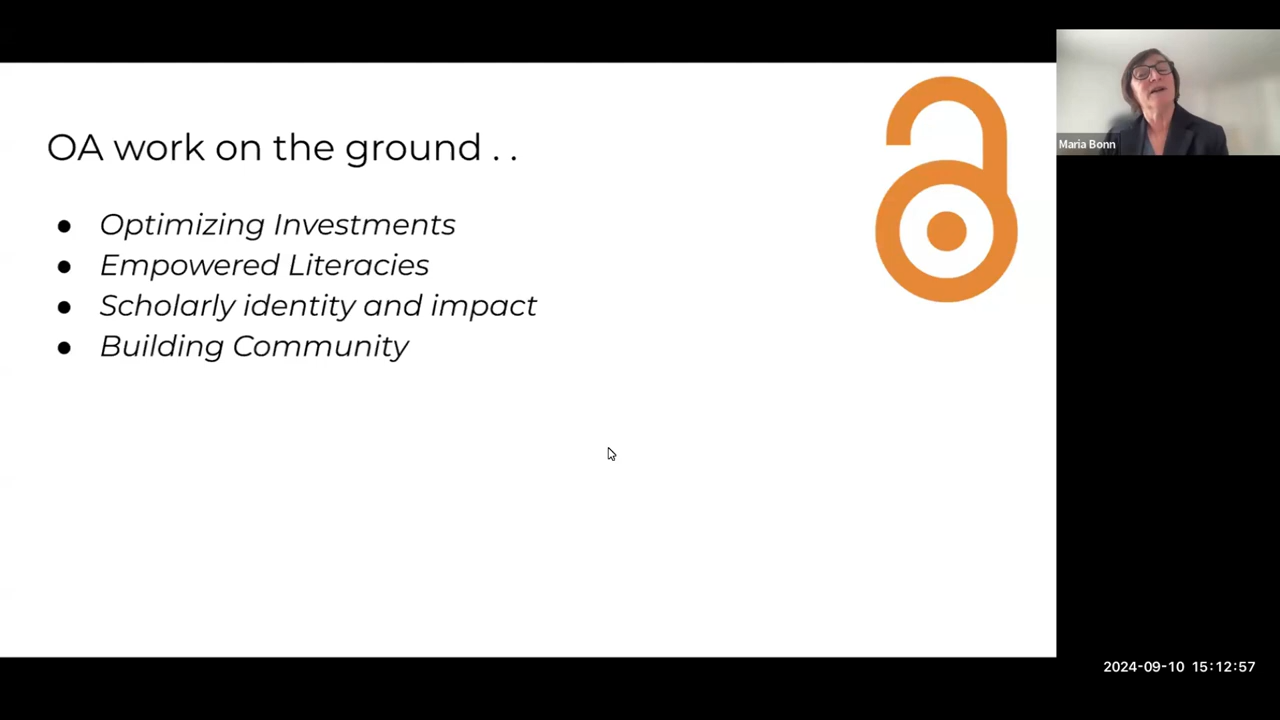 OA work on the ground . .
● Optimizing Investments
● Empowered Literacies
● Scholarly identity and impact
● Building Community
Maria Bonn
2024-09-10 15:12:57